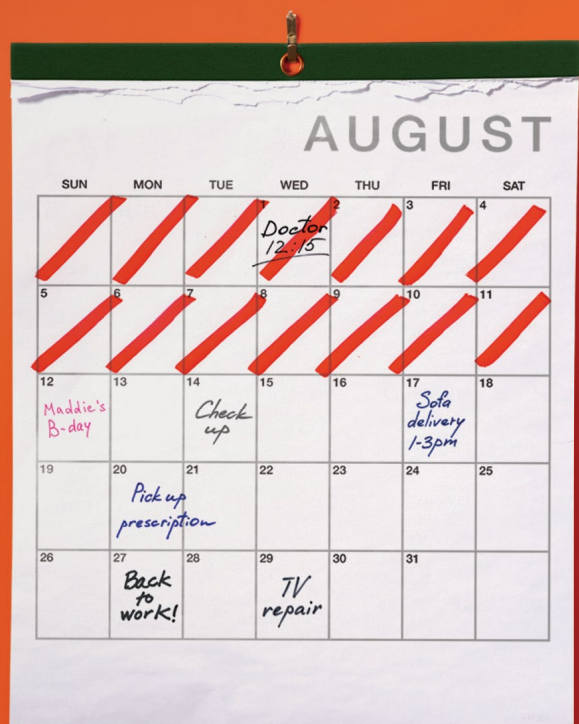 AUGUST
SUN MON TUE WED THU FRI SAT
1 2 3 4
Doctor
12:15
5 6 7 8 9 10 11
12 13 14 15 16 17 18
Maddie's
B-day
Check
up
Sofa
delivery
1-3pm
19 20 21 22 23 24 25
Pick up
prescription
26 27 28 29 30 31
Back
to
work!
TV
repair